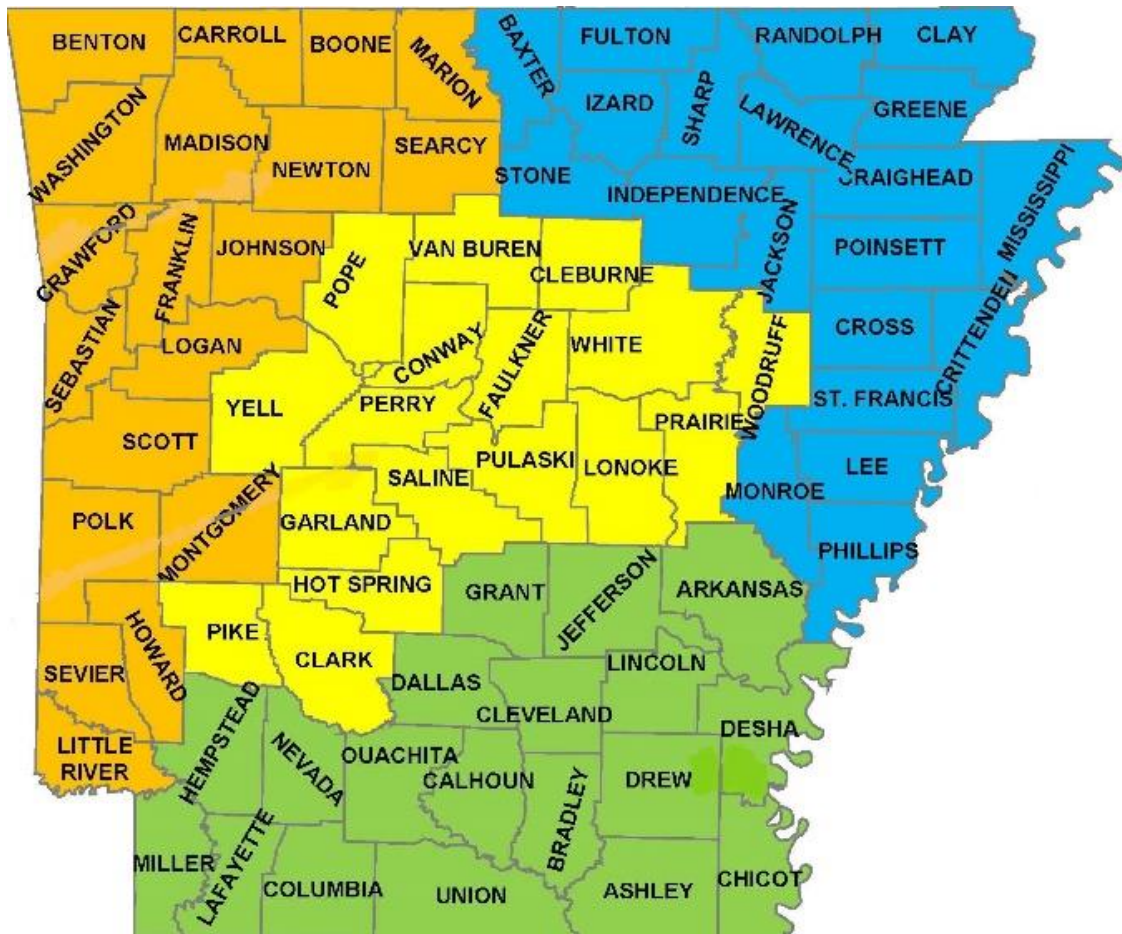 BENTON
CARROLL
BOONE
MARION
BAXTER
FULTON
RANDOLPH
CLAY
WASHINGTON
MADISON
NEWTON
SEARCY
STONE
IZARD
SHARP
LAWRENCE
GREENE
INDEPENDENCE
CRAIGHEAD
MISSISSIPPI
CRAWFORD
FRANKLIN
JOHNSON
POPE
VAN BUREN
CLEBURNE
JACKSON
POINSETT
SEBASTIAN
LOGAN
CONWAY
FAULKNER
WHITE
WOODRUFF
CROSS
CRITTENDEN
SCOTT
YELL
PERRY
PRAIRIE
ST. FRANCIS
POLK
MONTGOMERY
GARLAND
SALINE
PULASKI
LONOKE
MONROE
LEE
PHILLIPS
HOT SPRING
GRANT
JEFFERSON
ARKANSAS
HOWARD
PIKE
CLARK
SEVIER
DALLAS
CLEVELAND
LINCOLN
DESHA
LITTLE
RIVER
HEMPSTEAD
NEVADA
OUACHITA
CALHOUN
BRADLEY
DREW
MILLER
LAFAYETTE
COLUMBIA
UNION
ASHLEY
CHICOT